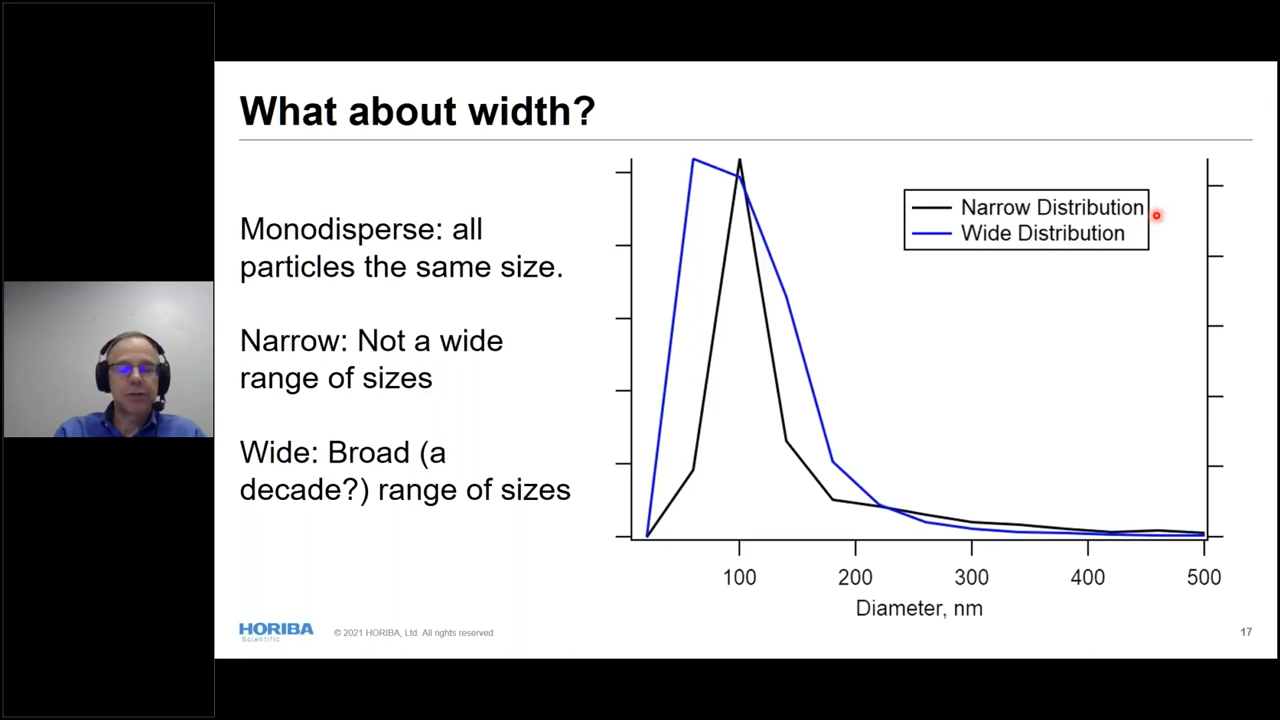 What about width?
Monodisperse: all
particles the same size.
Narrow: Not a wide
range of sizes
Wide: Broad (a
decade?) range of sizes
Narrow Distribution
Wide Distribution
100 200 300 400 500
Diameter, nm
HORIBA
Scientific
© 2021 HORIBA, Ltd. All rights reserved
17